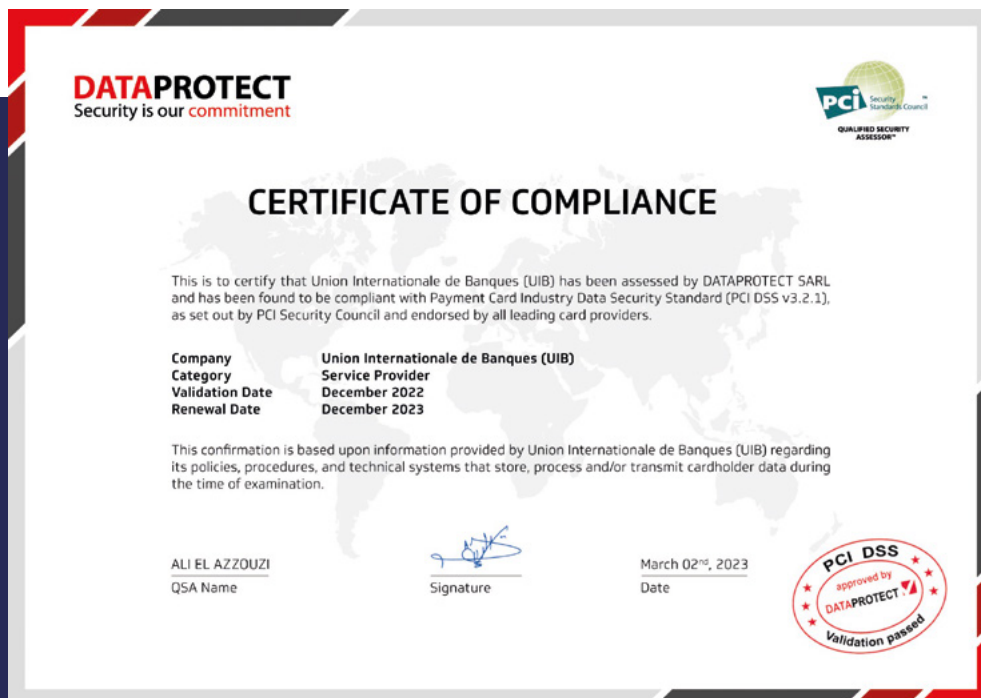 DATAPROTECT
Security is our commitment
PCI Security Standards Council ™
QUALIFIED SECURITY
ASSESSOR™
CERTIFICATE OF COMPLIANCE
This is to certify that Union Internationale de Banques (UIB) has been assessed by DATAPROTECT SARL
and has been found to be compliant with Payment Card Industry Data Security Standard (PCI DSS v3.2.1),
as set out by PCI Security Council and endorsed by all leading card providers.
Company Union Internationale de Banques (UIB)
Category Service Provider
Validation Date December 2022
Renewal Date December 2023
This confirmation is based upon information provided by Union Internationale de Banques (UIB) regarding
its policies, procedures, and technical systems that store, process and/or transmit cardholder data during
the time of examination.
ALI EL AZZOUZI March 02nd, 2023
QSA Name Signature Date
PCI DSS
approved by
DATAPROTECT
Validation passed